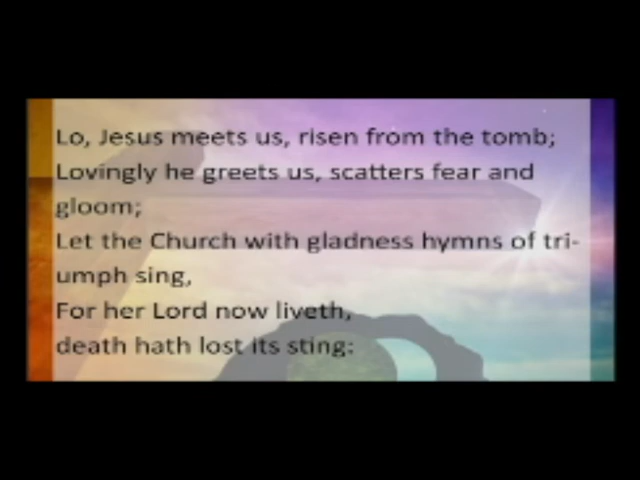 Lo, Jesus meets us, risen from the tomb;
Lovingly he greets us, scatters fear and
gloom;
Let the Church with gladness hymns of tri-
umph sing,
For her Lord now liveth,
death hath lost its sting: